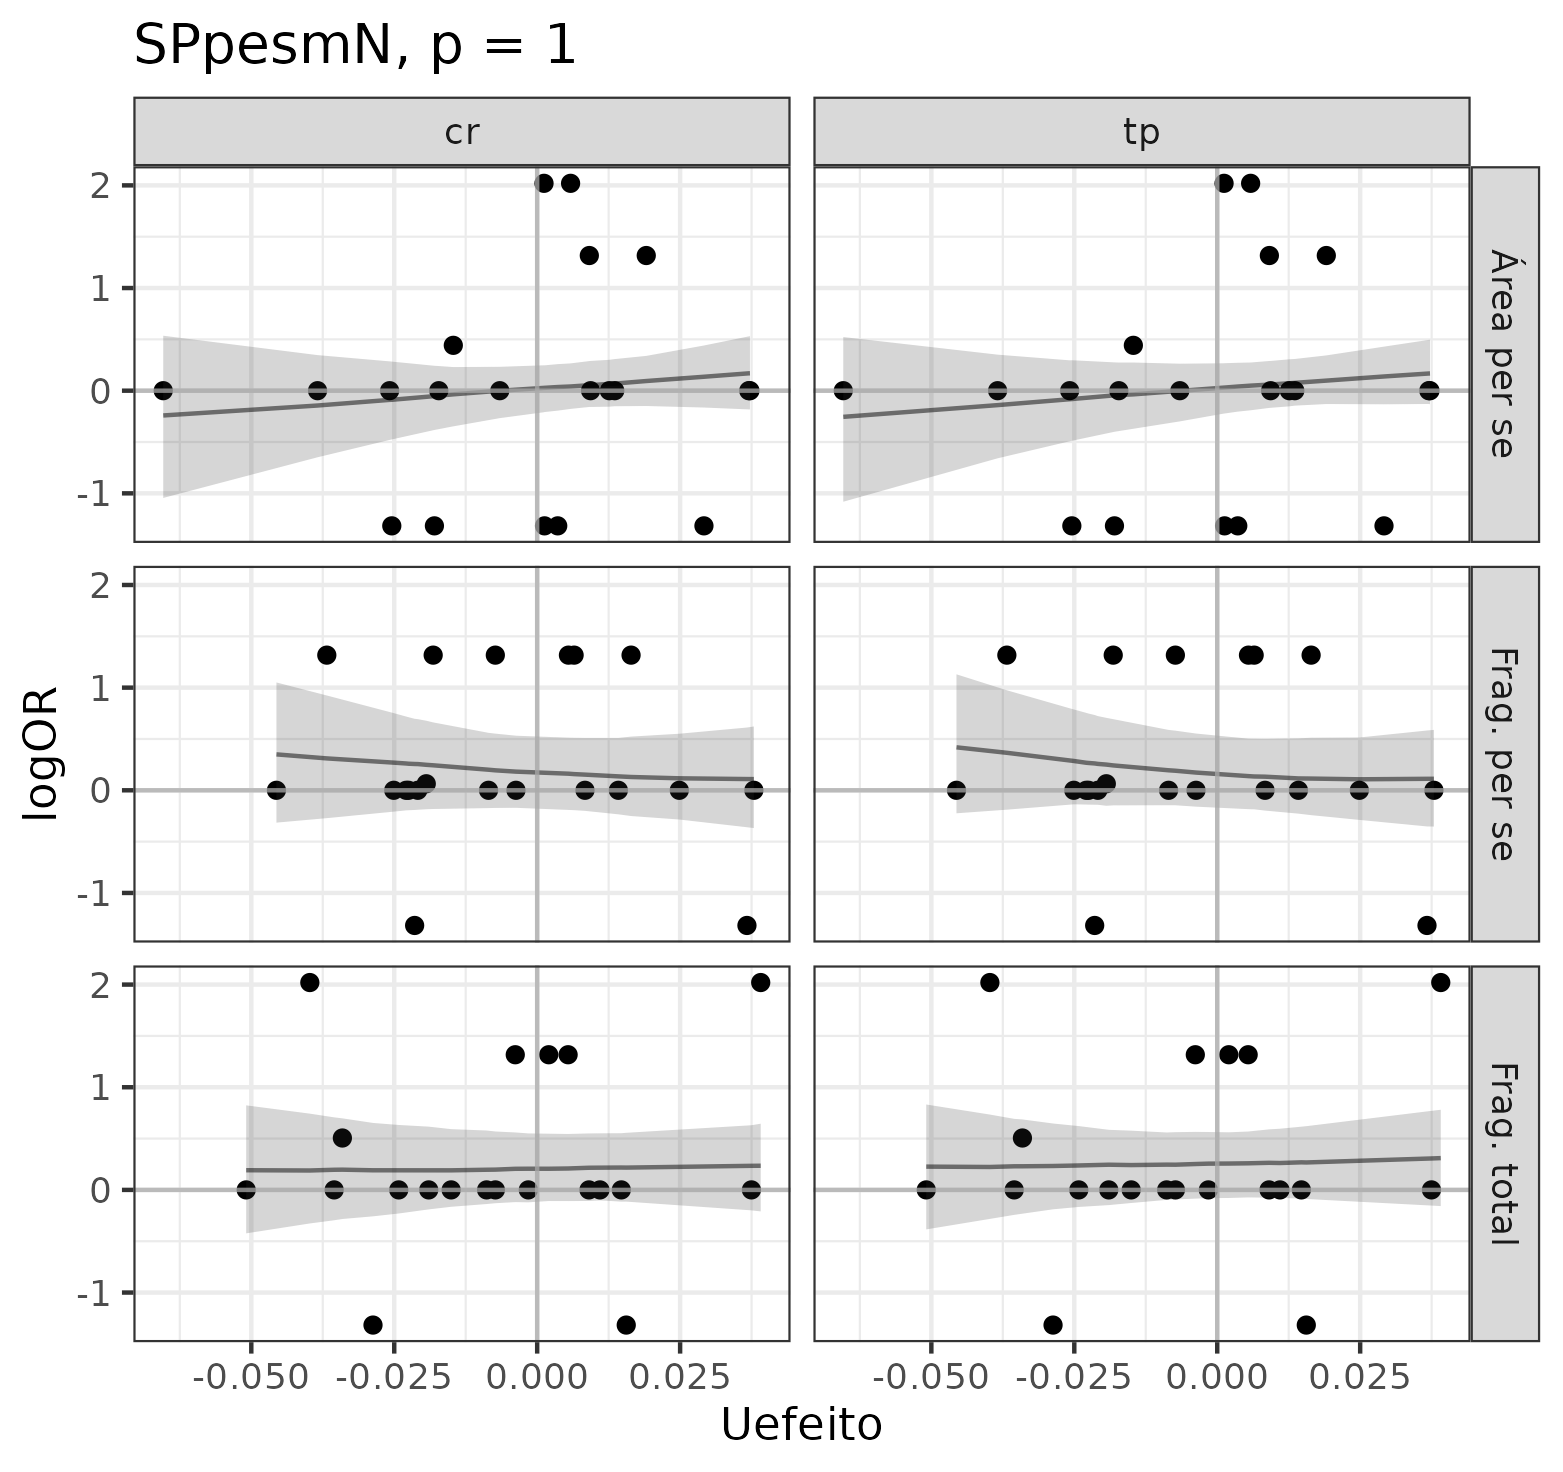 SPpesmN, p = 1
cr
tp
2
1
0
-1
Área per se
2
1
0
-1
Frag. per se
2
1
0
-1
Frag. total
logOR
-0.050 -0.025 0.000 0.025
-0.050 -0.025 0.000 0.025
Uefeito